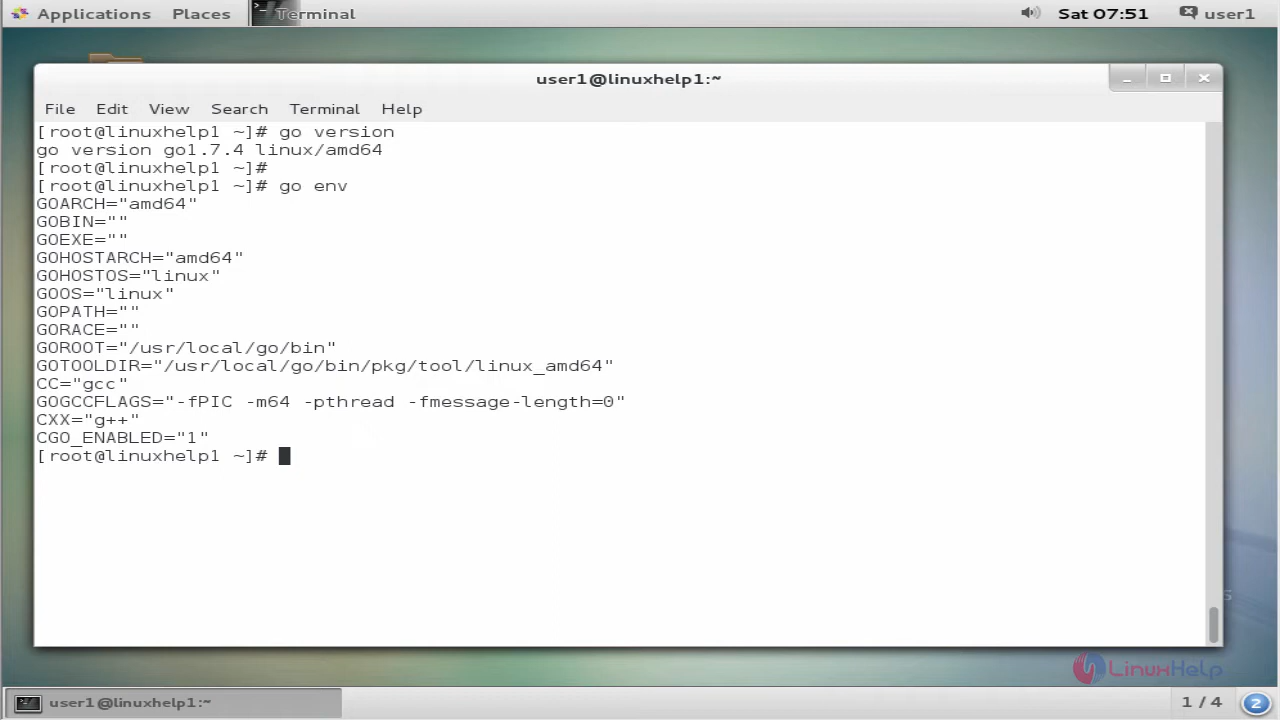 Applications Places Terminal Sat 07:51 user1
user1@linuxhelp1:~
File Edit View Search Terminal Help
[root@linuxhelp1 ~]# go version
go version go1.7.4 linux/amd64
[root@linuxhelp1 ~]#
[root@linuxhelp1 ~]# go env
GOARCH="amd64"
GOBIN=""
GOEXE=""
GOHOSTARCH="amd64"
GOHOSTOS="linux"
GOOS="linux"
GOPATH=""
GORACE=""
GOROOT="/usr/local/go/bin"
GOTOOLDIR="/usr/local/go/bin/pkg/tool/linux_amd64"
CC="gcc"
GOGCCFLAGS="-fPIC -m64 -pthread -fmessage-length=0"
CXX="g++"
CGO_ENABLED="1"
[root@linuxhelp1 ~]#
LinuxHelp
user1@linuxhelp1:~ 1 / 4 2